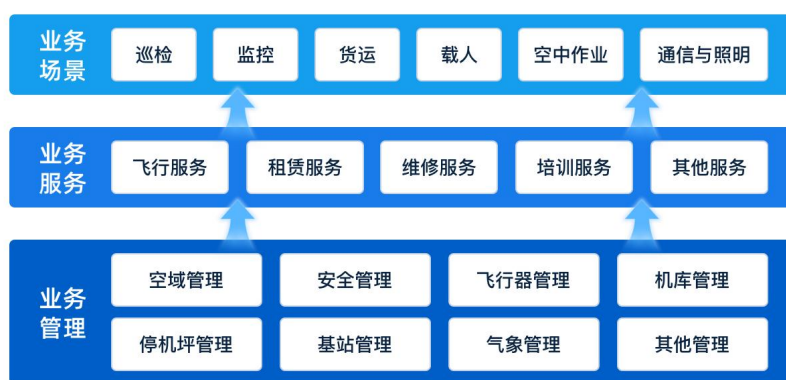 业务
场景
巡检
监控
货运
载人
空中作业
通信与照明
业务
服务
飞行服务
租赁服务
维修服务
培训服务
其他服务
业务
管理
空域管理
安全管理
飞行器管理
机库管理
停机坪管理
基站管理
气象管理
其他管理